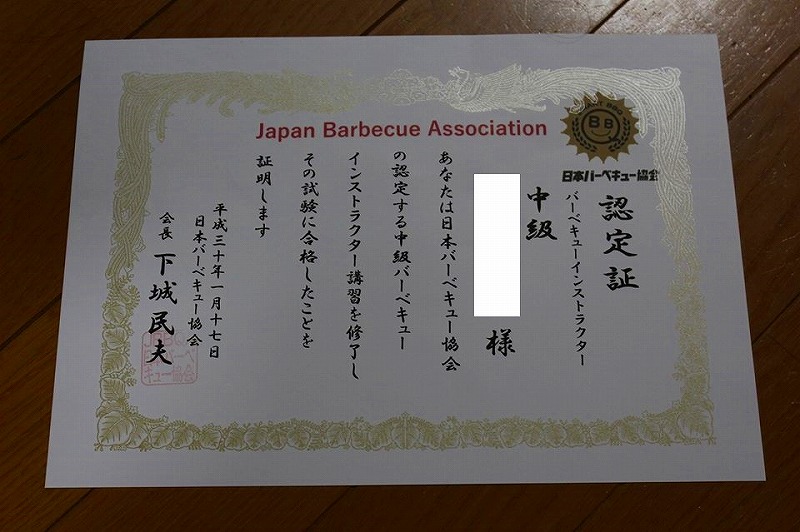 Japan Barbecue Association
BBQ
日本バーベキュー協会
認定証
バーベキューインストラクター
中級
様
あなたは日本バーベキュー協会
の認定する中級バーベキュー
インストラクター講習を修了し
その試験に合格したことを
証明します
平成三十年一月十七日
日本バーベキュー協会
会長 下城民夫